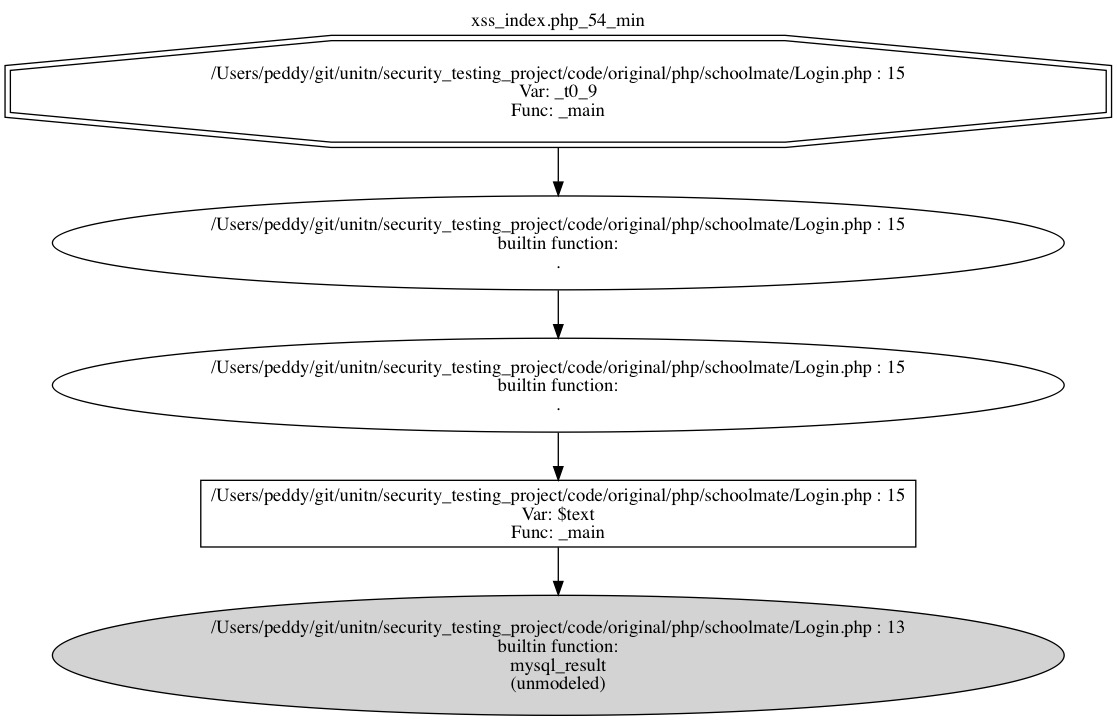 xss_index.php_54_min
/Users/peddy/git/unitn/security_testing_project/code/original/php/schoolmate/Login.php : 15
Var: _t0_9
Func: _main
/Users/peddy/git/unitn/security_testing_project/code/original/php/schoolmate/Login.php : 15
builtin function:
.
/Users/peddy/git/unitn/security_testing_project/code/original/php/schoolmate/Login.php : 15
builtin function:
.
/Users/peddy/git/unitn/security_testing_project/code/original/php/schoolmate/Login.php : 15
Var: $text
Func: _main
/Users/peddy/git/unitn/security_testing_project/code/original/php/schoolmate/Login.php : 13
builtin function:
mysql_result
(unmodeled)